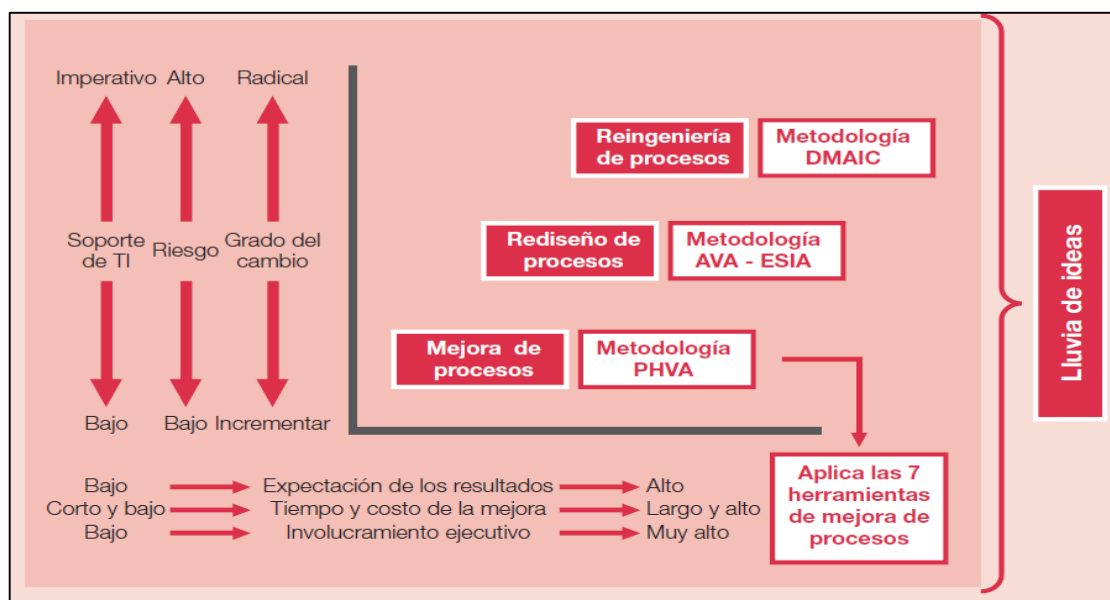 Imperativo Alto Radical
Soporte
de TI
Riesgo
Grado del
cambio
Bajo Bajo Incrementar
Reingeniería
de procesos
Metodología
DMAIC
Rediseño de
procesos
Metodología
AVA - ESIA
Mejora de
procesos
Metodología
PHVA
Bajo Expectación de los resultados Alto
Corto y bajo Tiempo y costo de la mejora Largo y alto
Bajo Involucramiento ejecutivo Muy alto
Aplica las 7
herramientas
de mejora de
procesos
Lluvia de ideas